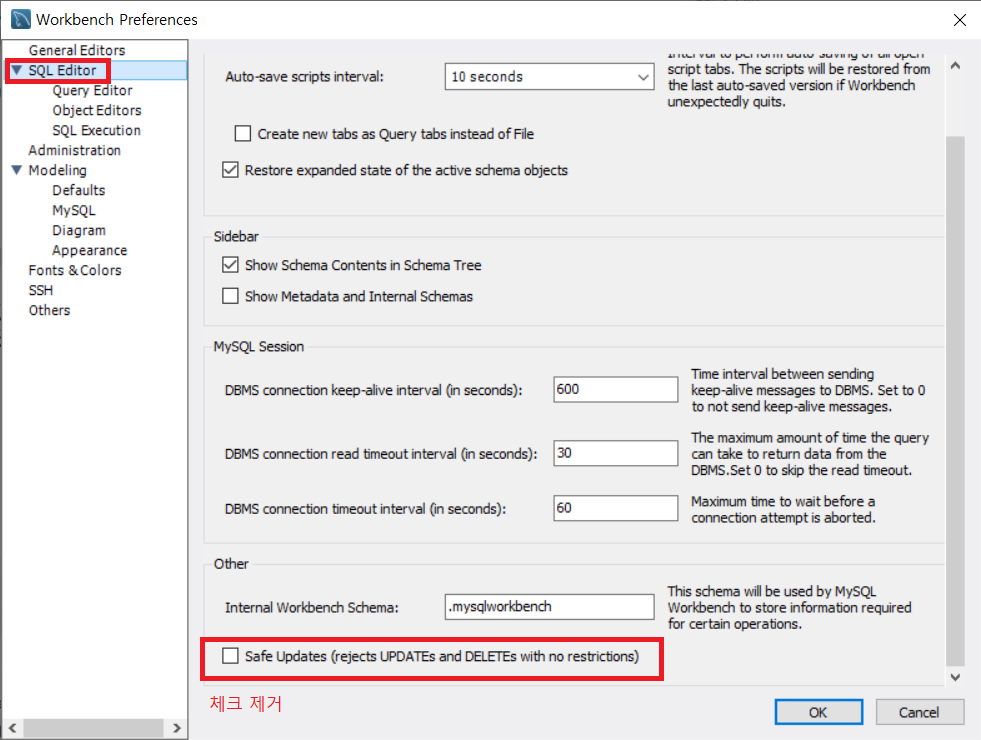 Workbench Preferences
General Editors
SQL Editor
Query Editor
Object Editors
SQL Execution
Administration
Modeling
Defaults
MySQL
Diagram
Appearance
Fonts & Colors
SSH
Others
Auto-save scripts interval:
10 seconds
Interval to perform auto-saving of all open
script tabs. The scripts will be restored from
the last auto-saved version if Workbench
unexpectedly quits.
Create new tabs as Query tabs instead of File
Restore expanded state of the active schema objects
Sidebar
Show Schema Contents in Schema Tree
Show Metadata and Internal Schemas
MySQL Session
DBMS connection keep-alive interval (in seconds):
600
Time interval between sending
keep-alive messages to DBMS. Set to 0
to not send keep-alive messages.
DBMS connection read timeout interval (in seconds):
30
The maximum amount of time the query
can take to return data from the
DBMS.Set 0 to skip the read timeout.
DBMS connection timeout interval (in seconds):
60
Maximum time to wait before a
connection attempt is aborted.
Other
Internal Workbench Schema:
.mysqlworkbench
This schema will be used by MySQL
Workbench to store information required
for certain operations.
Safe Updates (rejects UPDATEs and DELETEs with no restrictions)
체크 제거
OK
Cancel